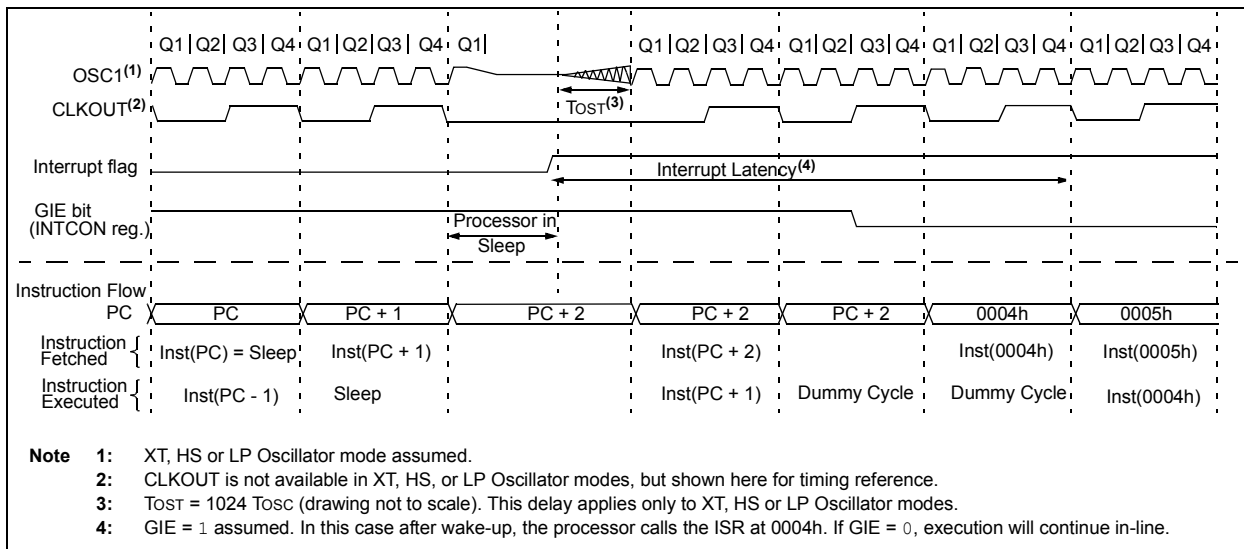 Q1 Q2 Q3 Q4 Q1 Q2 Q3 Q4 Q1 Q1 Q2 Q3 Q4 Q1 Q2 Q3 Q4 Q1 Q2 Q3 Q4 Q1 Q2 Q3 Q4
OSC1(1)
TOST(3)
CLKOUT(2)
Interrupt flag
Interrupt Latency(4)
GIE bit
(INTCON reg.)
Processor in
Sleep
Instruction Flow
PC PC PC + 1 PC + 2 PC + 2 PC + 2 0004h 0005h
Instruction
Fetched { Inst(PC) = Sleep Inst(PC + 1) Inst(PC + 2) Inst(0004h) Inst(0005h)
Instruction
Executed { Inst(PC - 1) Sleep Inst(PC + 1) Dummy Cycle Dummy Cycle Inst(0004h)
Note 1: XT, HS or LP Oscillator mode assumed.
2: CLKOUT is not available in XT, HS, or LP Oscillator modes, but shown here for timing reference.
3: TOST = 1024 TOSC (drawing not to scale). This delay applies only to XT, HS or LP Oscillator modes.
4: GIE = 1 assumed. In this case after wake-up, the processor calls the ISR at 0004h. If GIE = 0, execution will continue in-line.